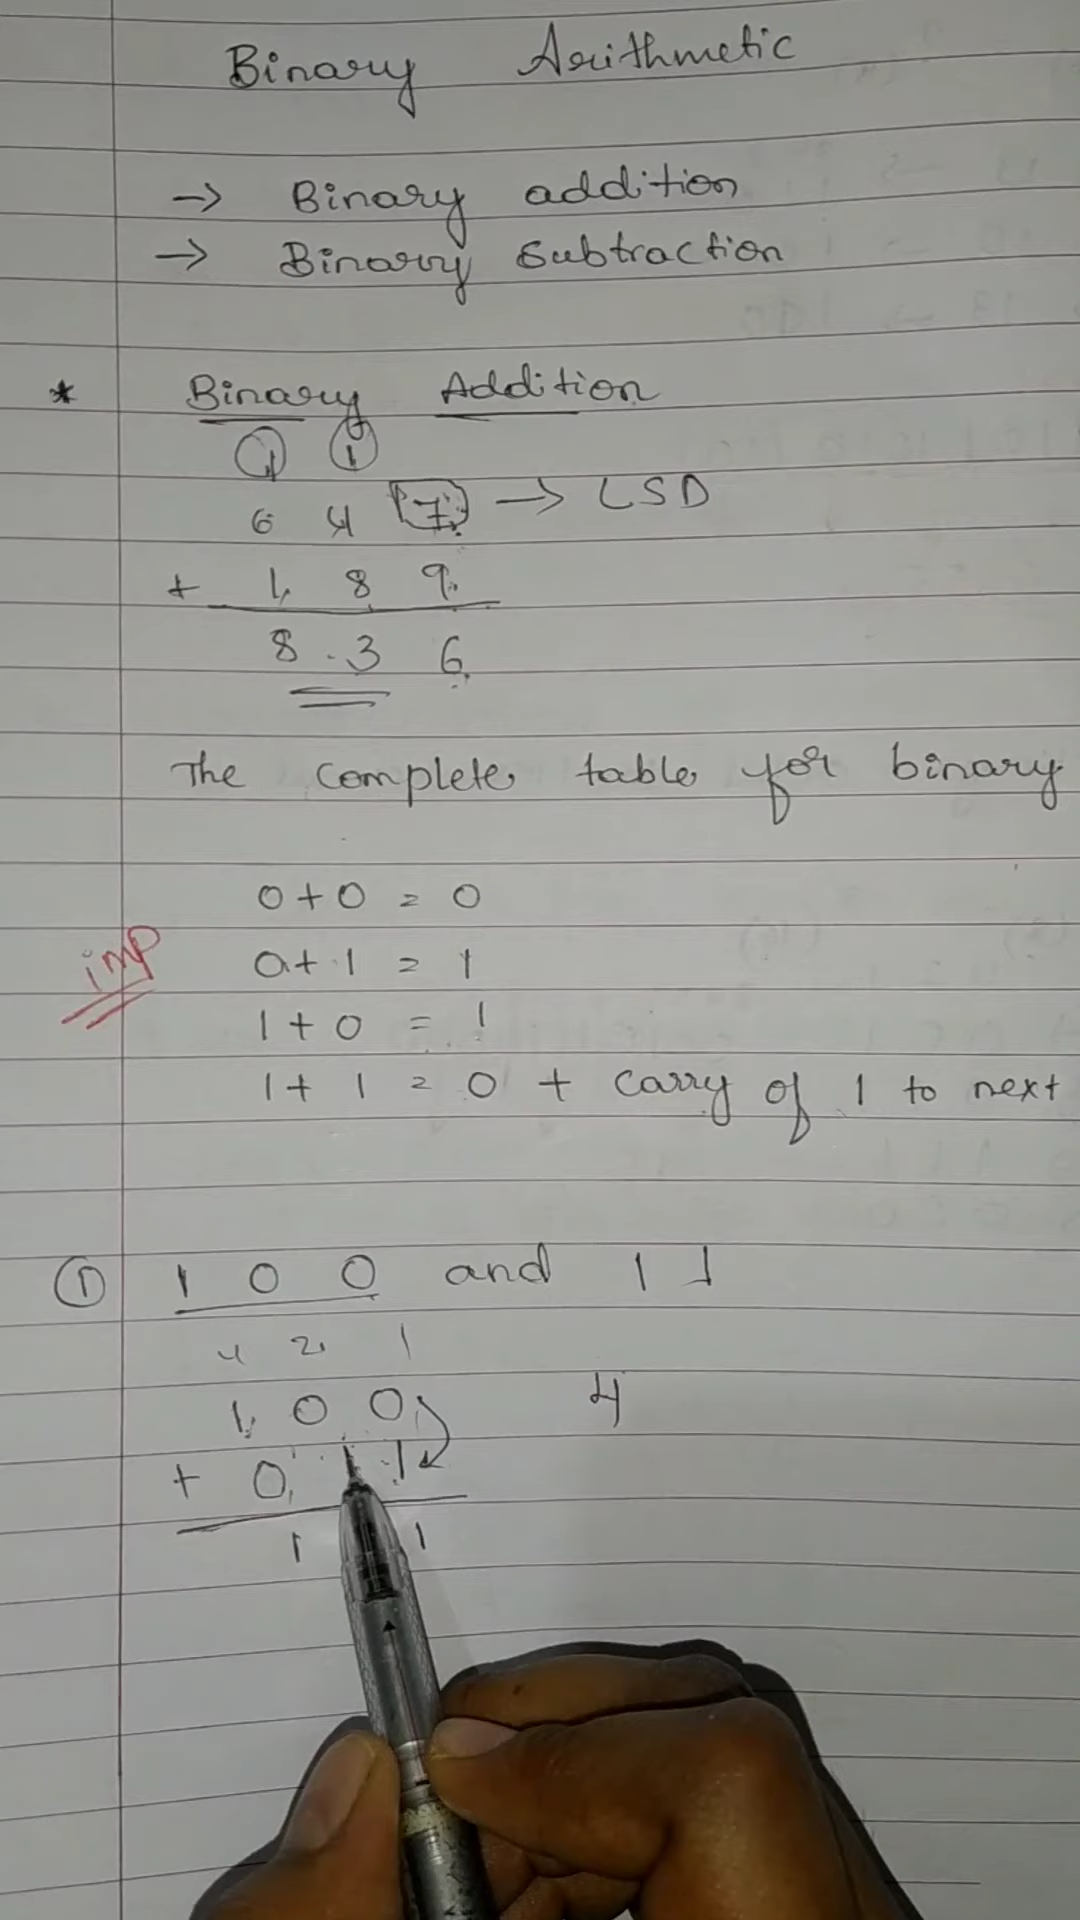 Binary Arithmetic
→ Binary addition
→ Binary Subtraction
* Binary Addition
1 1
6 4 7 → LSD
+ 1 8 9
8 3 6
The complete table for binary
0 + 0 = 0
imp
0 + 1 = 1
1 + 0 = 1
1 + 1 = 0 + carry of 1 to next
① 1 0 0 and 1 1
4 2 1
1 0 0 4
+ 0 1
1 1